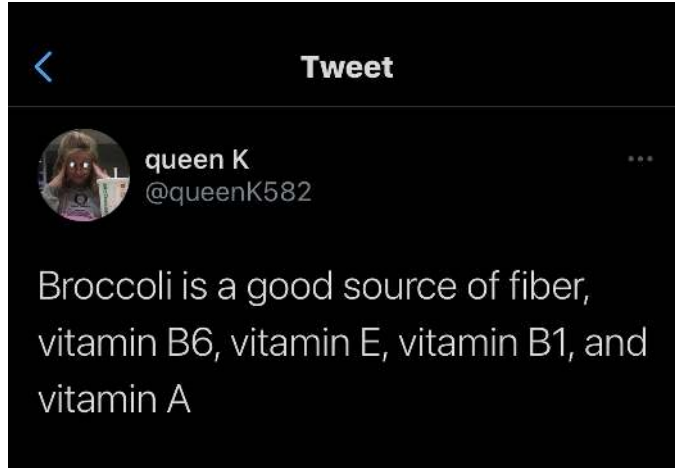 Tweet
queen K
@queenK582
Broccoli is a good source of fiber,
vitamin B6, vitamin E, vitamin B1, and
vitamin A